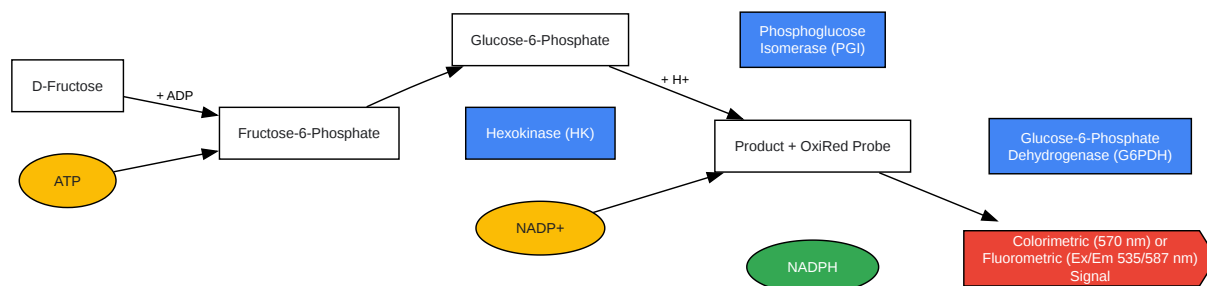 Glucose-6-Phosphate
Phosphoglucose
Isomerase (PGI)
D-Fructose
+ ADP
+ H+
Fructose-6-Phosphate
Hexokinase (HK)
Product + OxiRed Probe
Glucose-6-Phosphate
Dehydrogenase (G6PDH)
ATP
NADP+
NADPH
Colorimetric (570 nm) or
Fluorometric (Ex/Em 535/587 nm)
Signal